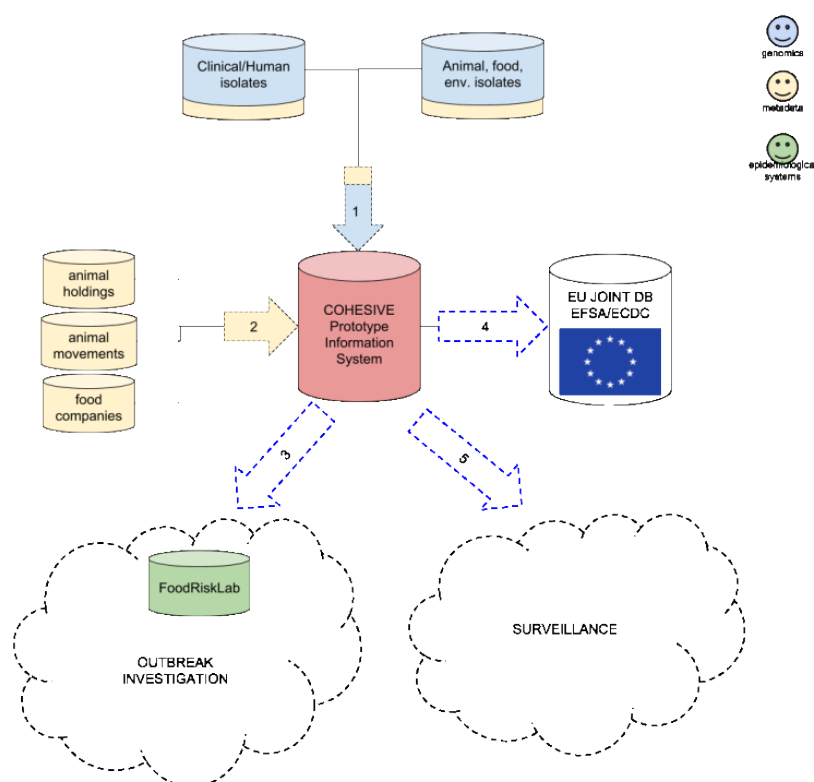 Clinical/Human
isolates
Animal, food,
env. isolates
genomics
metadata
epidemiological
systems
1
animal
holdings
animal
movements
food
companies
2
COHESIVE
Prototype
Information
System
4
EU JOINT DB
EFSA/ECDC
3
5
FoodRiskLab
OUTBREAK
INVESTIGATION
SURVEILLANCE